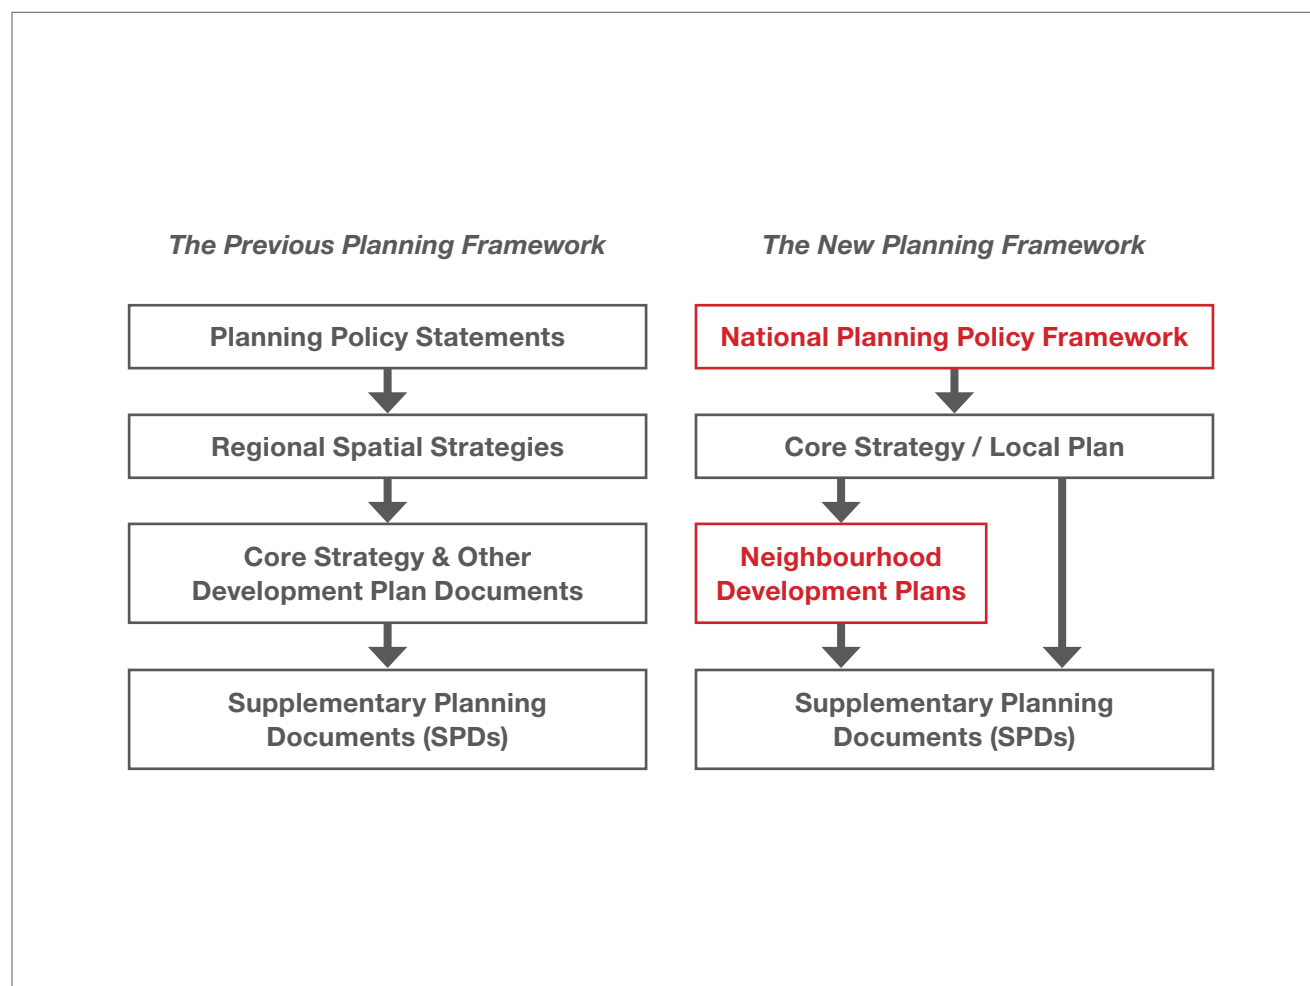 The Previous Planning Framework
Planning Policy Statements
Regional Spatial Strategies
Core Strategy & Other
Development Plan Documents
Supplementary Planning
Documents (SPDs)
The New Planning Framework
National Planning Policy Framework
Core Strategy / Local Plan
Neighbourhood
Development Plans
Supplementary Planning
Documents (SPDs)